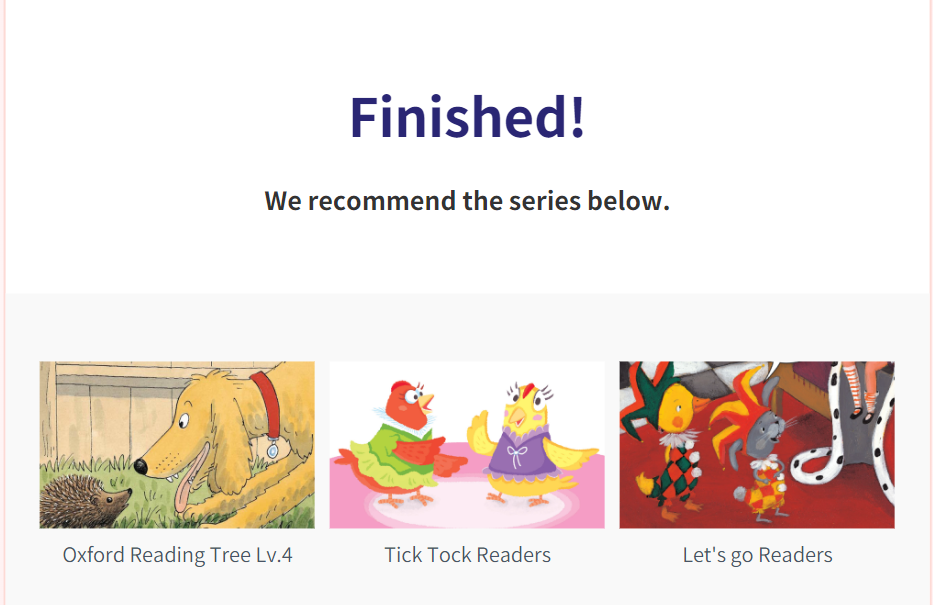 Finished!
We recommend the series below.
Oxford Reading Tree Lv.4
Tick Tock Readers
Let's go Readers